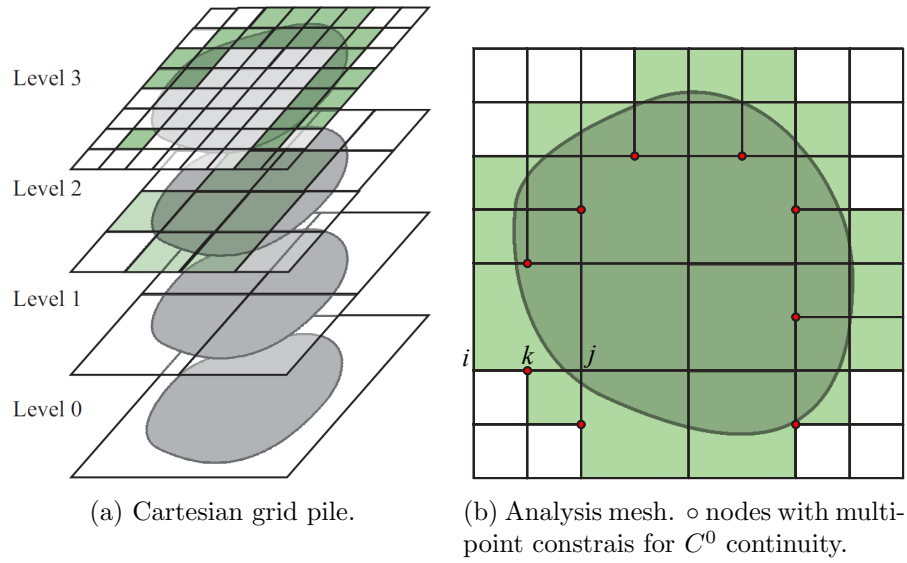 Level 3
Level 2
Level 1
Level 0
i
k
j
(a) Cartesian grid pile.
(b) Analysis mesh. ∘ nodes with multi-
point constrais for C⁰ continuity.